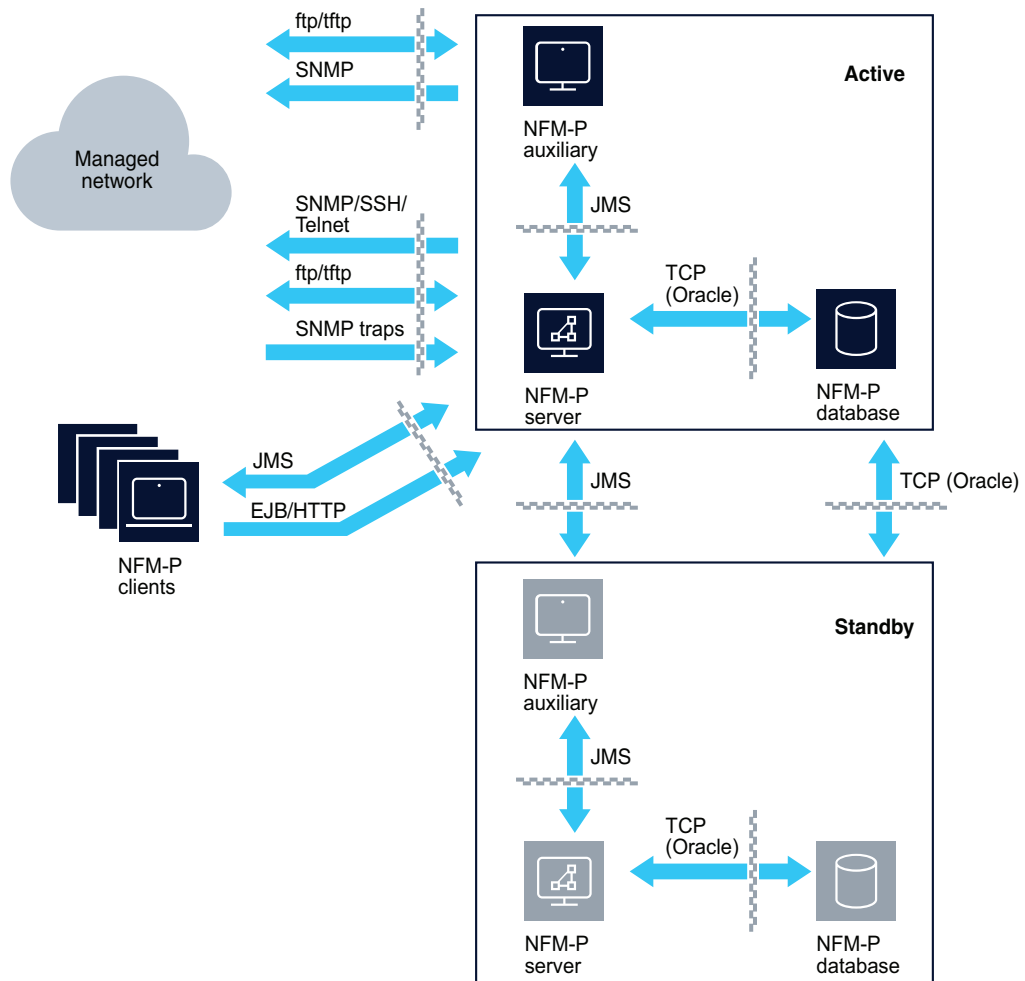 ftp/tftp
SNMP
Active
NFM-P
auxiliary
Managed
network
JMS
SNMP/SSH/
Telnet
ftp/tftp
SNMP traps
TCP
(Oracle)
NFM-P
server
NFM-P
database
JMS
EJB/HTTP
NFM-P
clients
JMS
TCP (Oracle)
Standby
NFM-P
auxiliary
JMS
TCP
(Oracle)
NFM-P
server
NFM-P
database